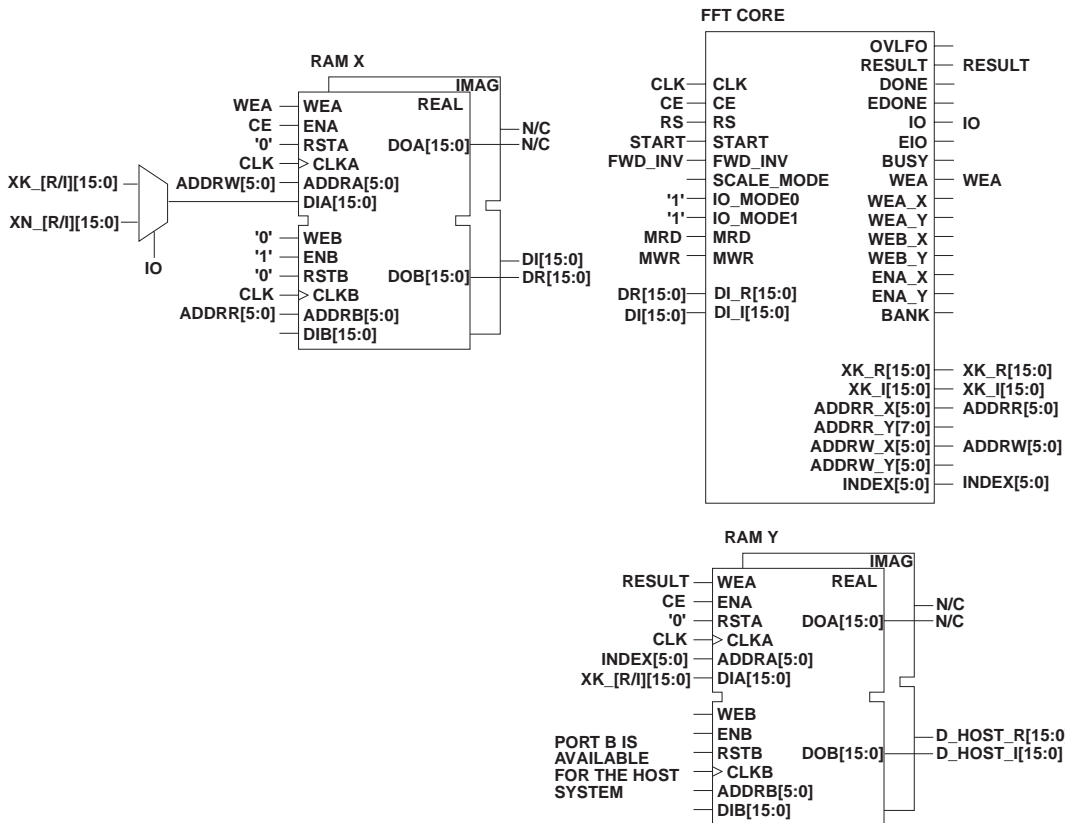 FFT CORE
RAM X
IMAG
REAL
WEA WEA
CE ENA
'0' RSTA
CLK CLKA
ADDRW[5:0] ADDRA[5:0]
DIA[15:0]
DOA[15:0]
N/C
N/C
XK_[R/I][15:0]
XN_[R/I][15:0]
IO
'0' WEB
'1' ENB
'0' RSTB
CLK CLKB
ADDRR[5:0] ADDRB[5:0]
DIB[15:0]
DOB[15:0]
DI[15:0]
DR[15:0]
CLK CLK
CE CE
RS RS
START START
FWD_INV FWD_INV
SCALE_MODE
'1' IO_MODE0
'1' IO_MODE1
MRD MRD
MWR MWR
DR[15:0] DI_R[15:0]
DI[15:0] DI_I[15:0]
OVLFO
RESULT RESULT
DONE
EDONE
IO IO
EIO
BUSY
WEA WEA
WEA_X
WEA_Y
WEB_X
WEB_Y
ENA_X
ENA_Y
BANK
XK_R[15:0] XK_R[15:0]
XK_I[15:0] XK_I[15:0]
ADDRR_X[5:0] ADDRR[5:0]
ADDRR_Y[7:0]
ADDRW_X[5:0] ADDRW[5:0]
ADDRW_Y[5:0]
INDEX[5:0] INDEX[5:0]
RAM Y
IMAG
REAL
RESULT WEA
CE ENA
'0' RSTA
CLK CLKA
INDEX[5:0] ADDRA[5:0]
XK_[R/I][15:0] DIA[15:0]
DOA[15:0]
N/C
N/C
PORT B IS
AVAILABLE
FOR THE HOST
SYSTEM
WEB
ENB
RSTB
CLKB
ADDRB[5:0]
DIB[15:0]
DOB[15:0]
D_HOST_R[15:0
D_HOST_I[15:0]